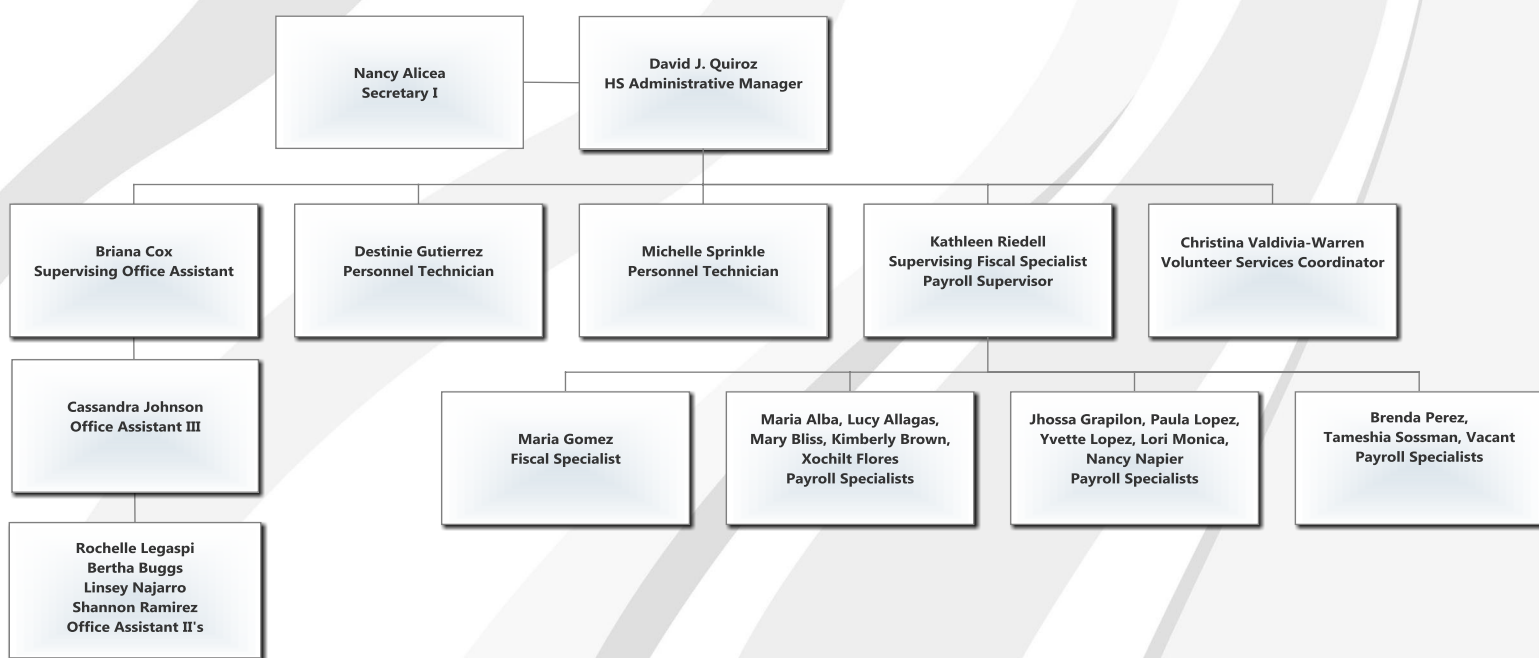 Nancy Alicea
Secretary I
David J. Quiroz
HS Administrative Manager
Briana Cox
Supervising Office Assistant
Destinie Gutierrez
Personnel Technician
Michelle Sprinkle
Personnel Technician
Kathleen Riedell
Supervising Fiscal Specialist
Payroll Supervisor
Christina Valdivia-Warren
Volunteer Services Coordinator
Cassandra Johnson
Office Assistant III
Maria Gomez
Fiscal Specialist
Maria Alba, Lucy Allagas,
Mary Bliss, Kimberly Brown,
Xochilt Flores
Payroll Specialists
Jhossa Grapilon, Paula Lopez,
Yvette Lopez, Lori Monica,
Nancy Napier
Payroll Specialists
Brenda Perez,
Tameshia Sossman, Vacant
Payroll Specialists
Rochelle Legaspi
Bertha Buggs
Linsey Najarro
Shannon Ramirez
Office Assistant II's